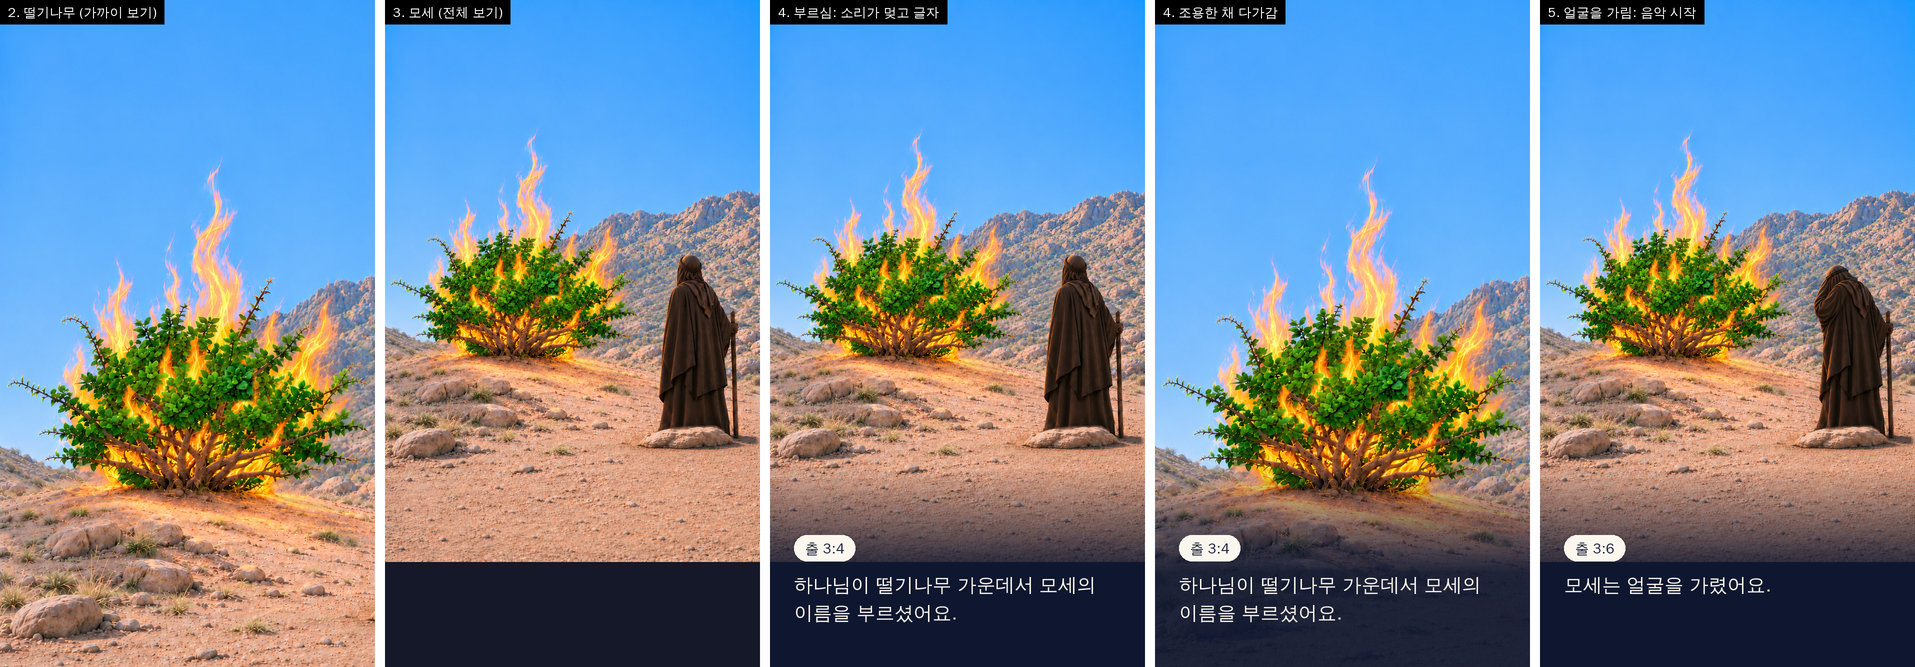 2. 떨기나무 (가까이 보기)
3. 모세 (전체 보기)
4. 부르심: 소리가 멎고 글자
출 3:4
하나님이 떨기나무 가운데서 모세의
이름을 부르셨어요.
4. 조용한 채 다가감
출 3:4
하나님이 떨기나무 가운데서 모세의
이름을 부르셨어요.
5. 얼굴을 가림: 음악 시작
출 3:6
모세는 얼굴을 가렸어요.